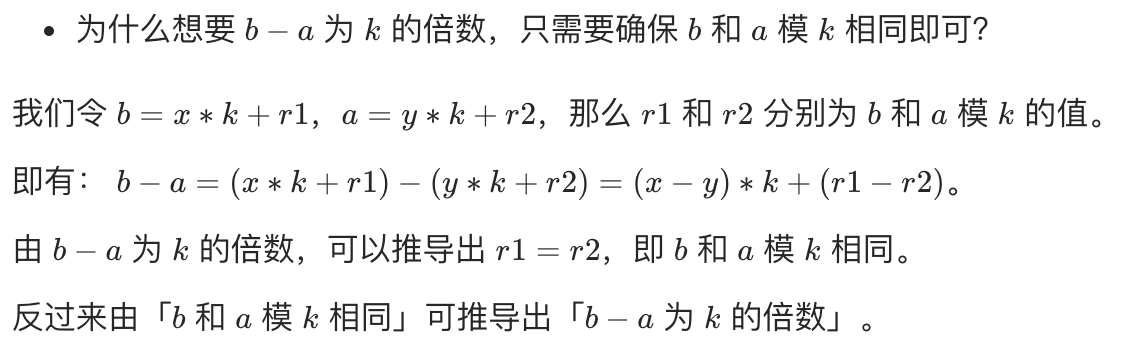 • 为什么想要 b − a 为 k 的倍数，只需要确保 b 和 a 模 k 相同即可？
我们令 b = x ∗ k + r1，a = y ∗ k + r2，那么 r1 和 r2 分别为 b 和 a 模 k 的值。
即有： b − a = (x ∗ k + r1) − (y ∗ k + r2) = (x − y) ∗ k + (r1 − r2)。
由 b − a 为 k 的倍数，可以推导出 r1 = r2，即 b 和 a 模 k 相同。
反过来由「b 和 a 模 k 相同」可推导出「b − a 为 k 的倍数」。